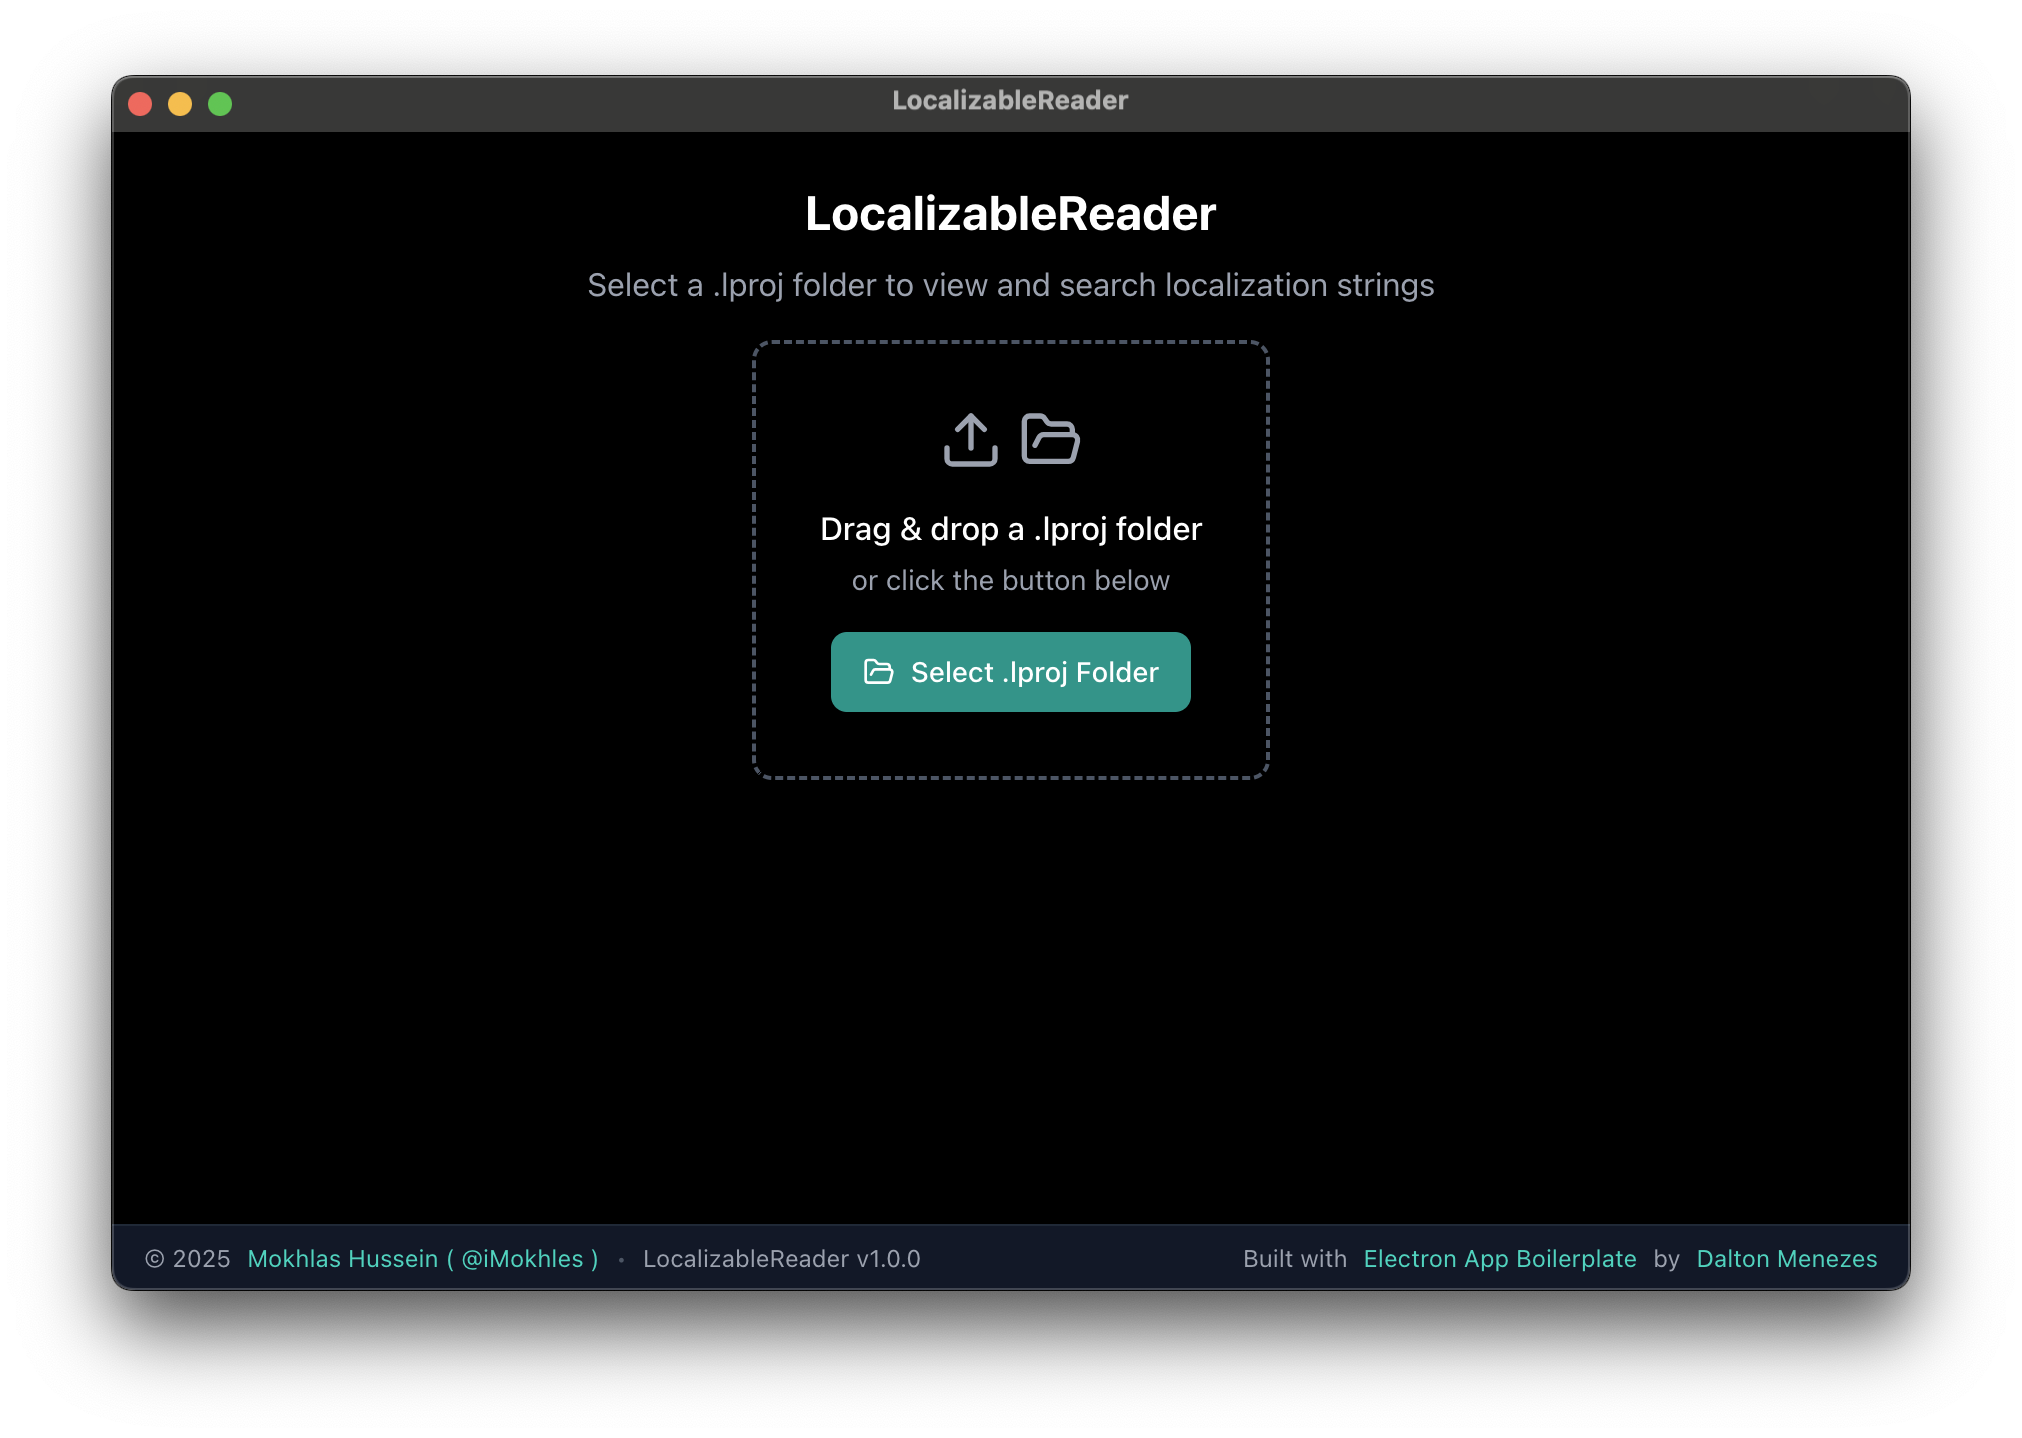 LocalizableReader
LocalizableReader
Select a .lproj folder to view and search localization strings
Drag & drop a .lproj folder
or click the button below
Select .lproj Folder
© 2025 Mokhlas Hussein ( @iMokhles ) • LocalizableReader v1.0.0
Built with Electron App Boilerplate by Dalton Menezes